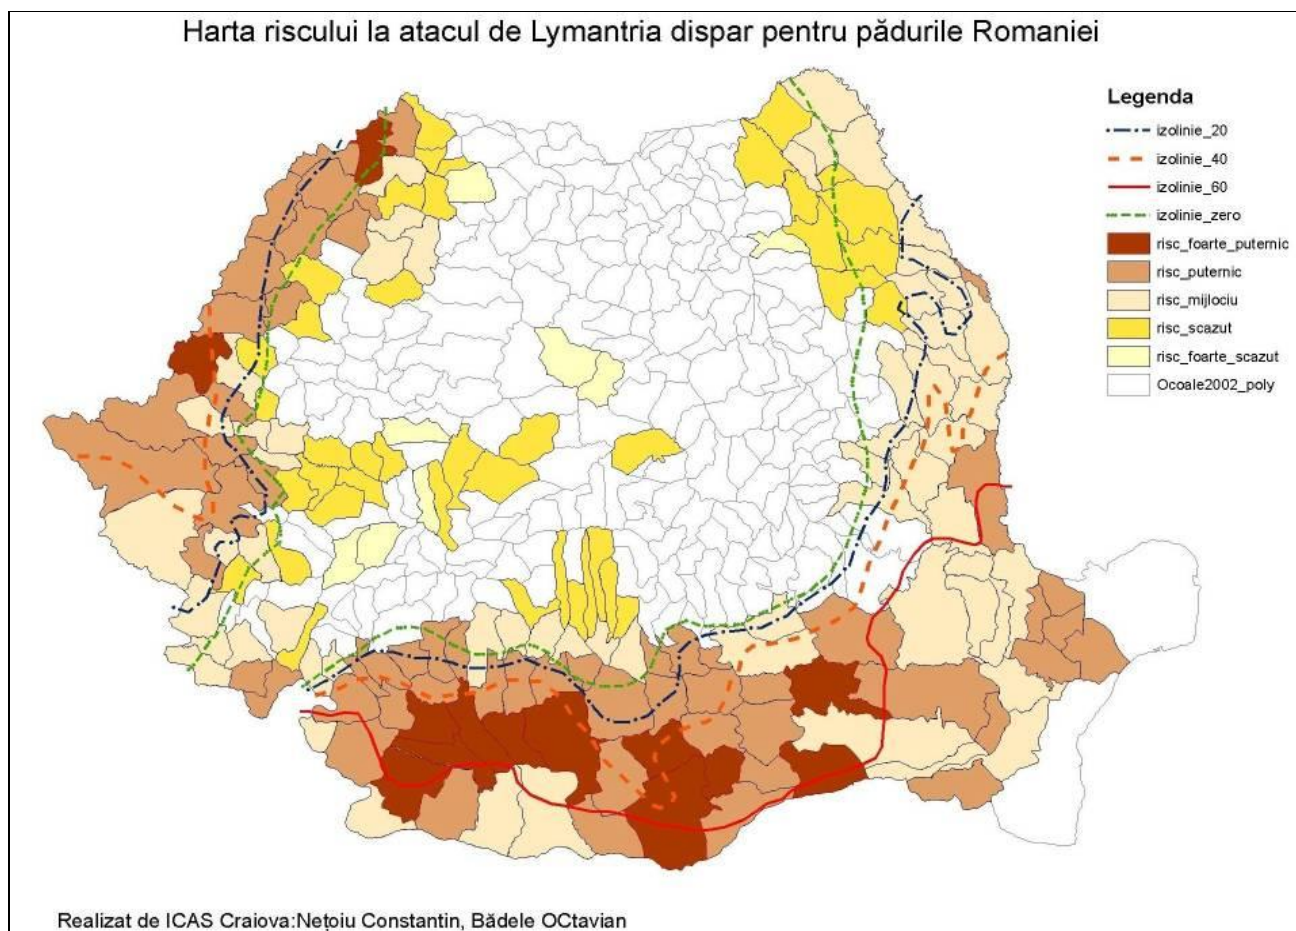 Harta riscului la atacul de Lymantria dispar pentru pădurile Romaniei
Legenda
izolinie_20
izolinie_40
izolinie_60
izolinie_zero
risc_foarte_puternic
risc_puternic
risc_mijlociu
risc_scazut
risc_foarte_scazut
Ocoale2002_poly
Realizat de ICAS Craiova:Nețoiu Constantin, Bădele OCtavian